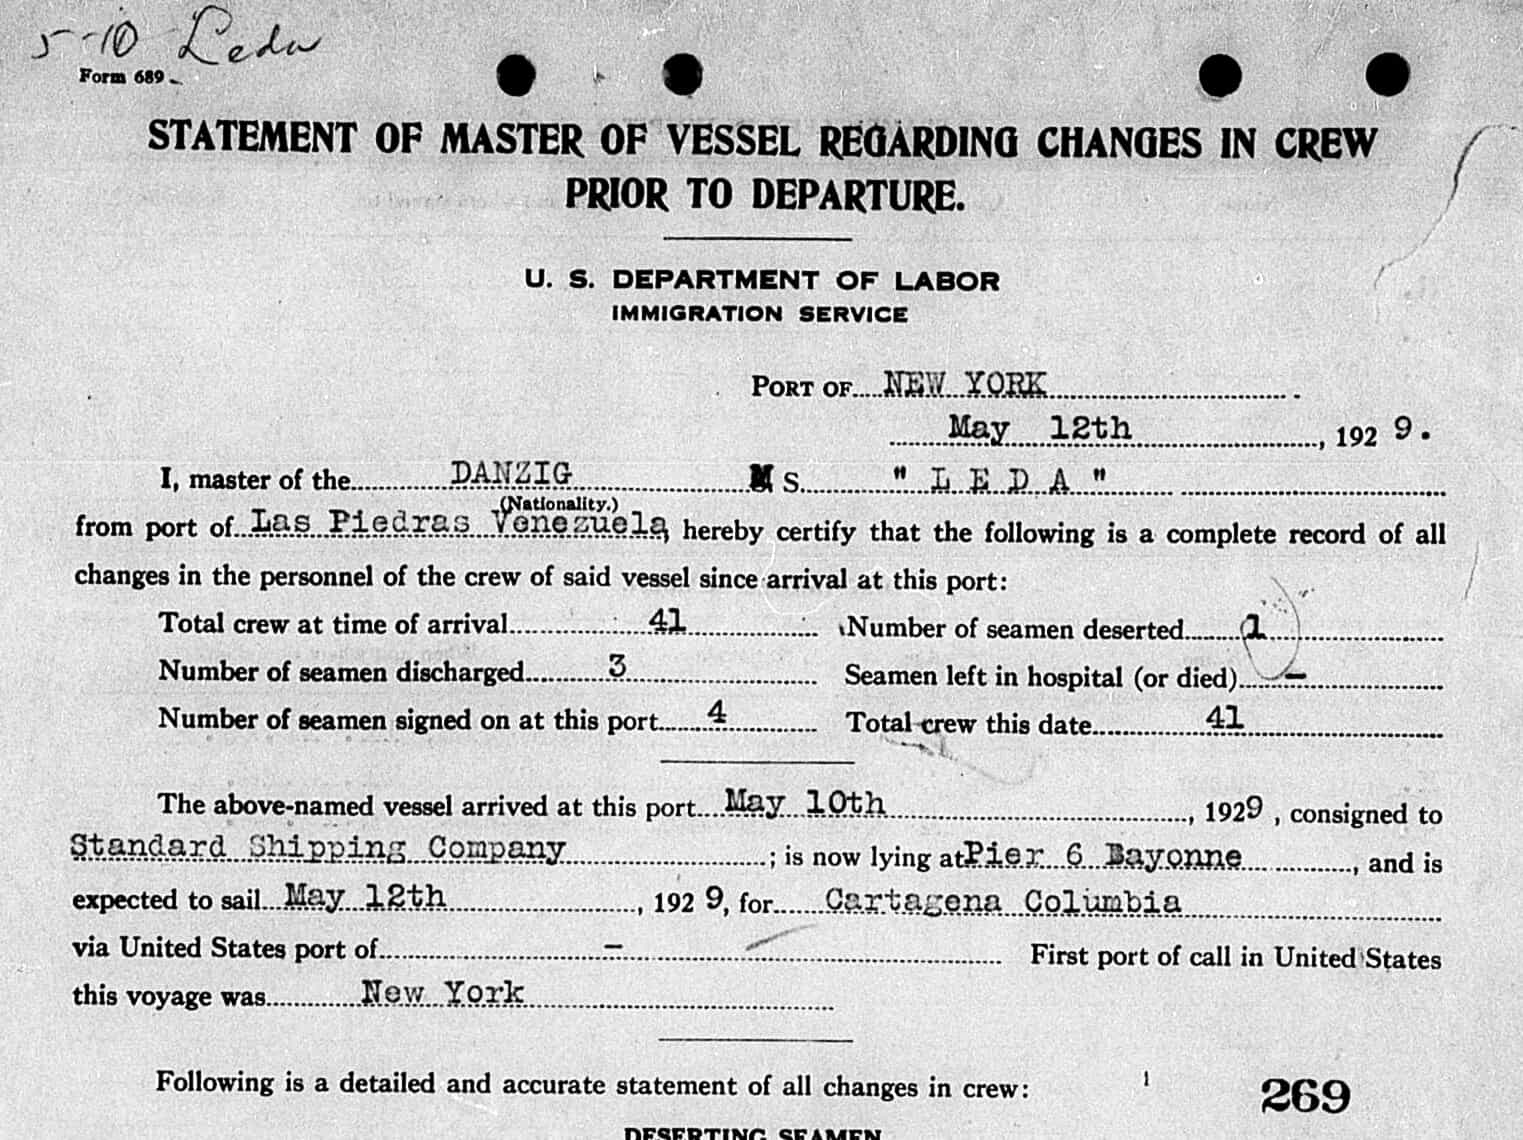 5-10 Leda
Form 689
STATEMENT OF MASTER OF VESSEL REGARDING CHANGES IN CREW
PRIOR TO DEPARTURE.
U. S. DEPARTMENT OF LABOR
IMMIGRATION SERVICE
PORT OF NEW YORK
May 12th, 1929.
I, master of the DANZIG M S. " L E D A "
(Nationality.)
from port of Las Piedras Venezuela, hereby certify that the following is a complete record of all
changes in the personnel of the crew of said vessel since arrival at this port:
Total crew at time of arrival 41 Number of seamen deserted 1
Number of seamen discharged 3 Seamen left in hospital (or died) -
Number of seamen signed on at this port 4 Total crew this date 41
The above-named vessel arrived at this port May 10th, 1929, consigned to
Standard Shipping Company; is now lying at Pier 6 Bayonne, and is
expected to sail May 12th, 1929, for Cartagena Columbia
via United States port of - First port of call in United States
this voyage was New York
Following is a detailed and accurate statement of all changes in crew:
269
DESERTING SEAMEN